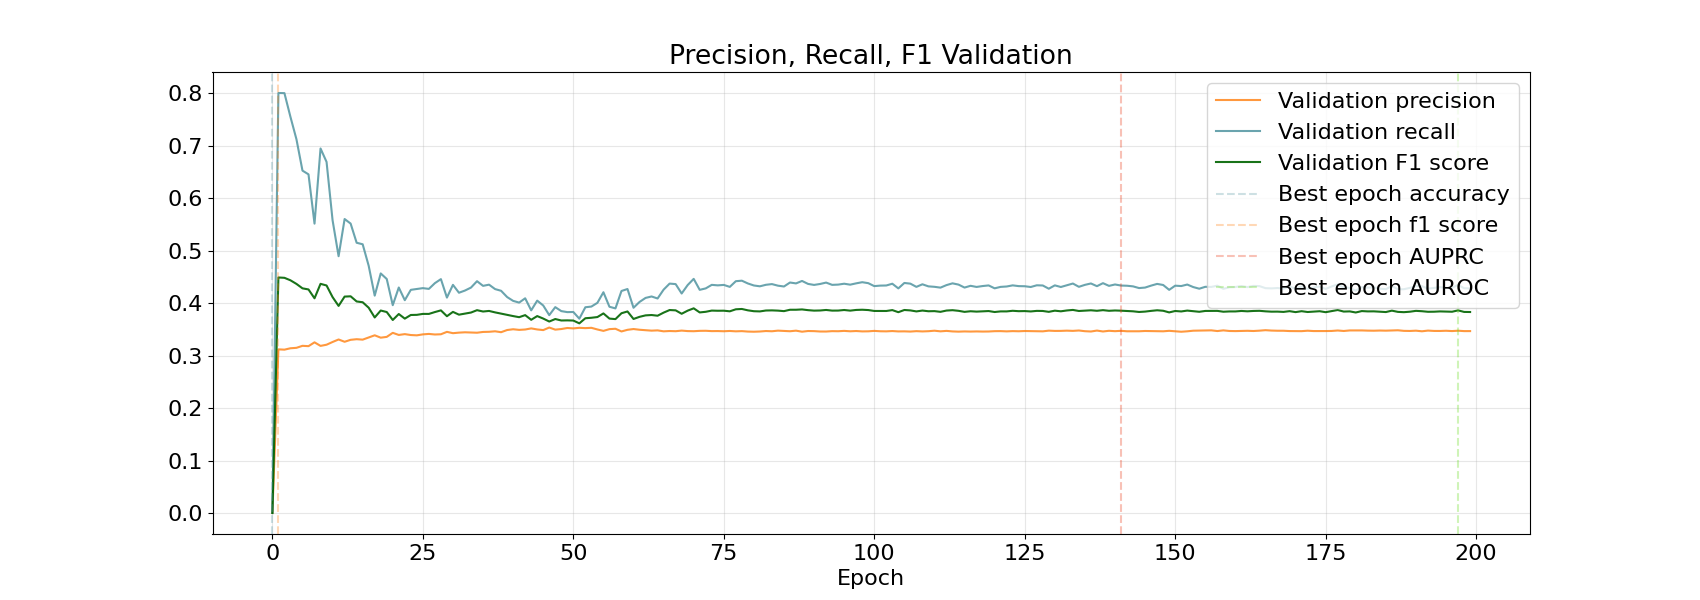 Precision, Recall, F1 Validation
0.8
0.7
0.6
0.5
0.4
0.3
0.2
0.1
0.0
Validation precision
Validation recall
Validation F1 score
Best epoch accuracy
Best epoch f1 score
Best epoch AUPRC
Best epoch AUROC
0 25 50 75 100 125 150 175 200
Epoch